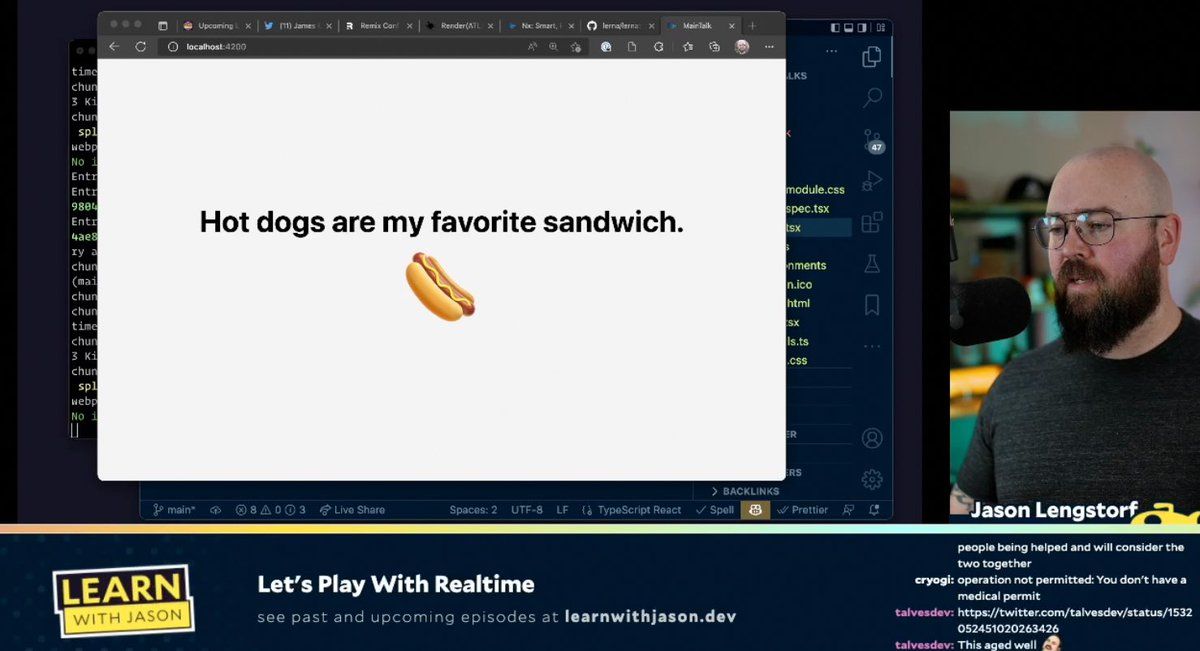 Upcoming L
(11) James
Remix Conf
Render(ATL
Nx: Smart, F
lerna/lerna:
MainTalk
localhost:4200
time
chun
3 Ki
chun
spl
webp
No i
Entr
Entr
9804
Entr
4ae8
ry a
chun
(mai
chun
chun
time
chun
3 Ki
chun
spl
webp
No i
Hot dogs are my favorite sandwich.
LKS
47
module.css
spec.tsx
tsx
s
nments
n.ico
html
sx
ls.ts
.css
ER
ERS
BACKLINKS
main*
8 0 3
Live Share
Spaces: 2
UTF-8
LF
TypeScript React
Spell
Prettier
Jason Lengstorf
LEARN
WITH JASON
Let's Play With Realtime
see past and upcoming episodes at learnwithjason.dev
people being helped and will consider the
two together
cryogi: operation not permitted: You don't have a
medical permit
talvesdev: https://twitter.com/talvesdev/status/1532
052451020263426
talvesdev: This aged well